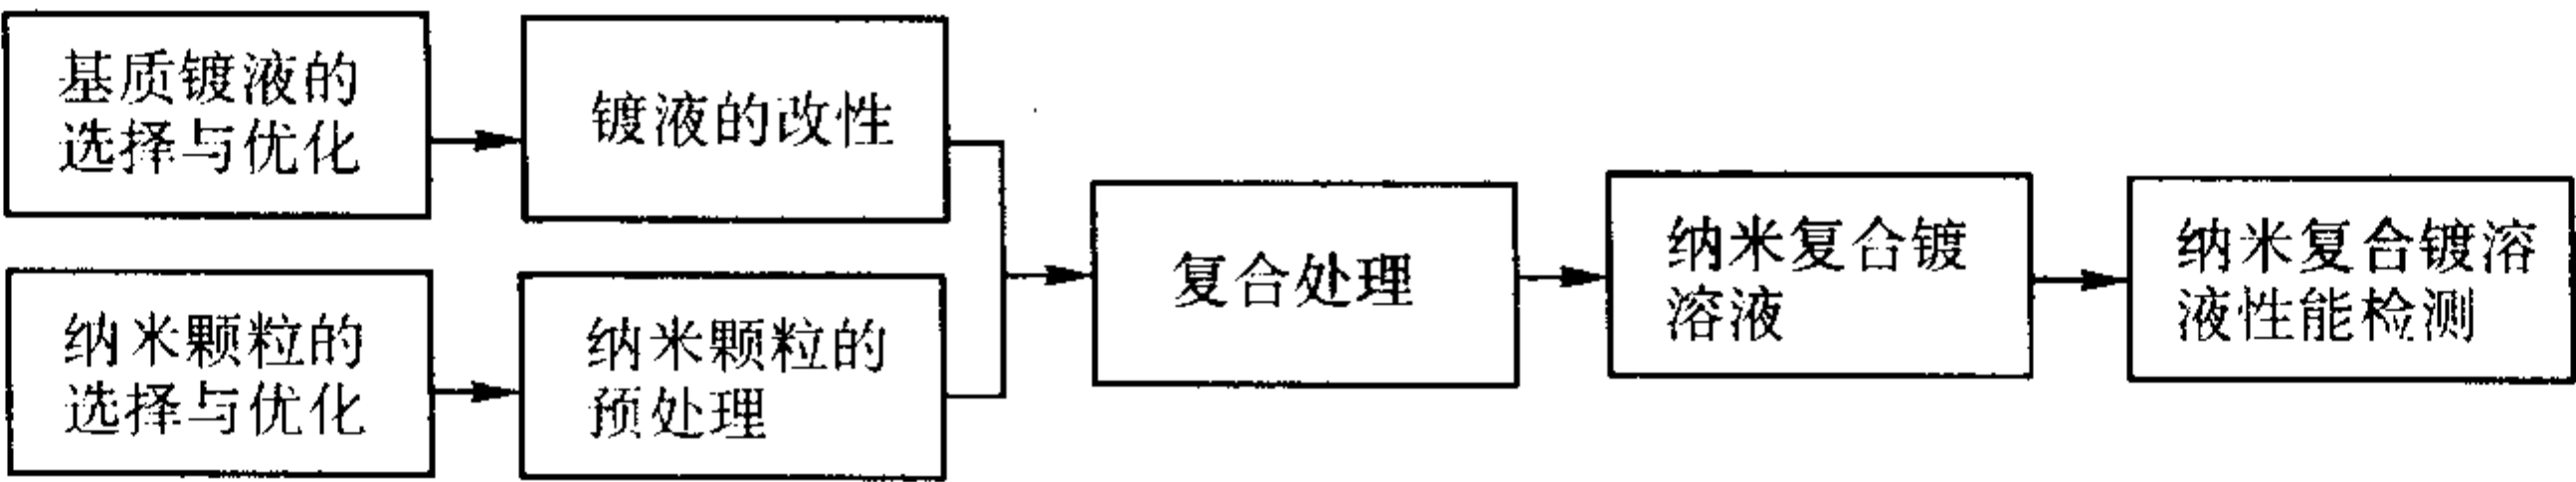 基质镀液的
选择与优化
镀液的改性
纳米颗粒的
选择与优化
纳米颗粒的
预处理
复合处理
纳米复合镀
溶液
纳米复合镀溶
液性能检测